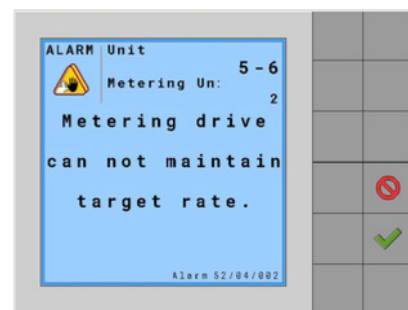 ALARM Unit
5-6
Metering Un:
2
Metering drive
can not maintain
target rate.
Alarm 52/04/002